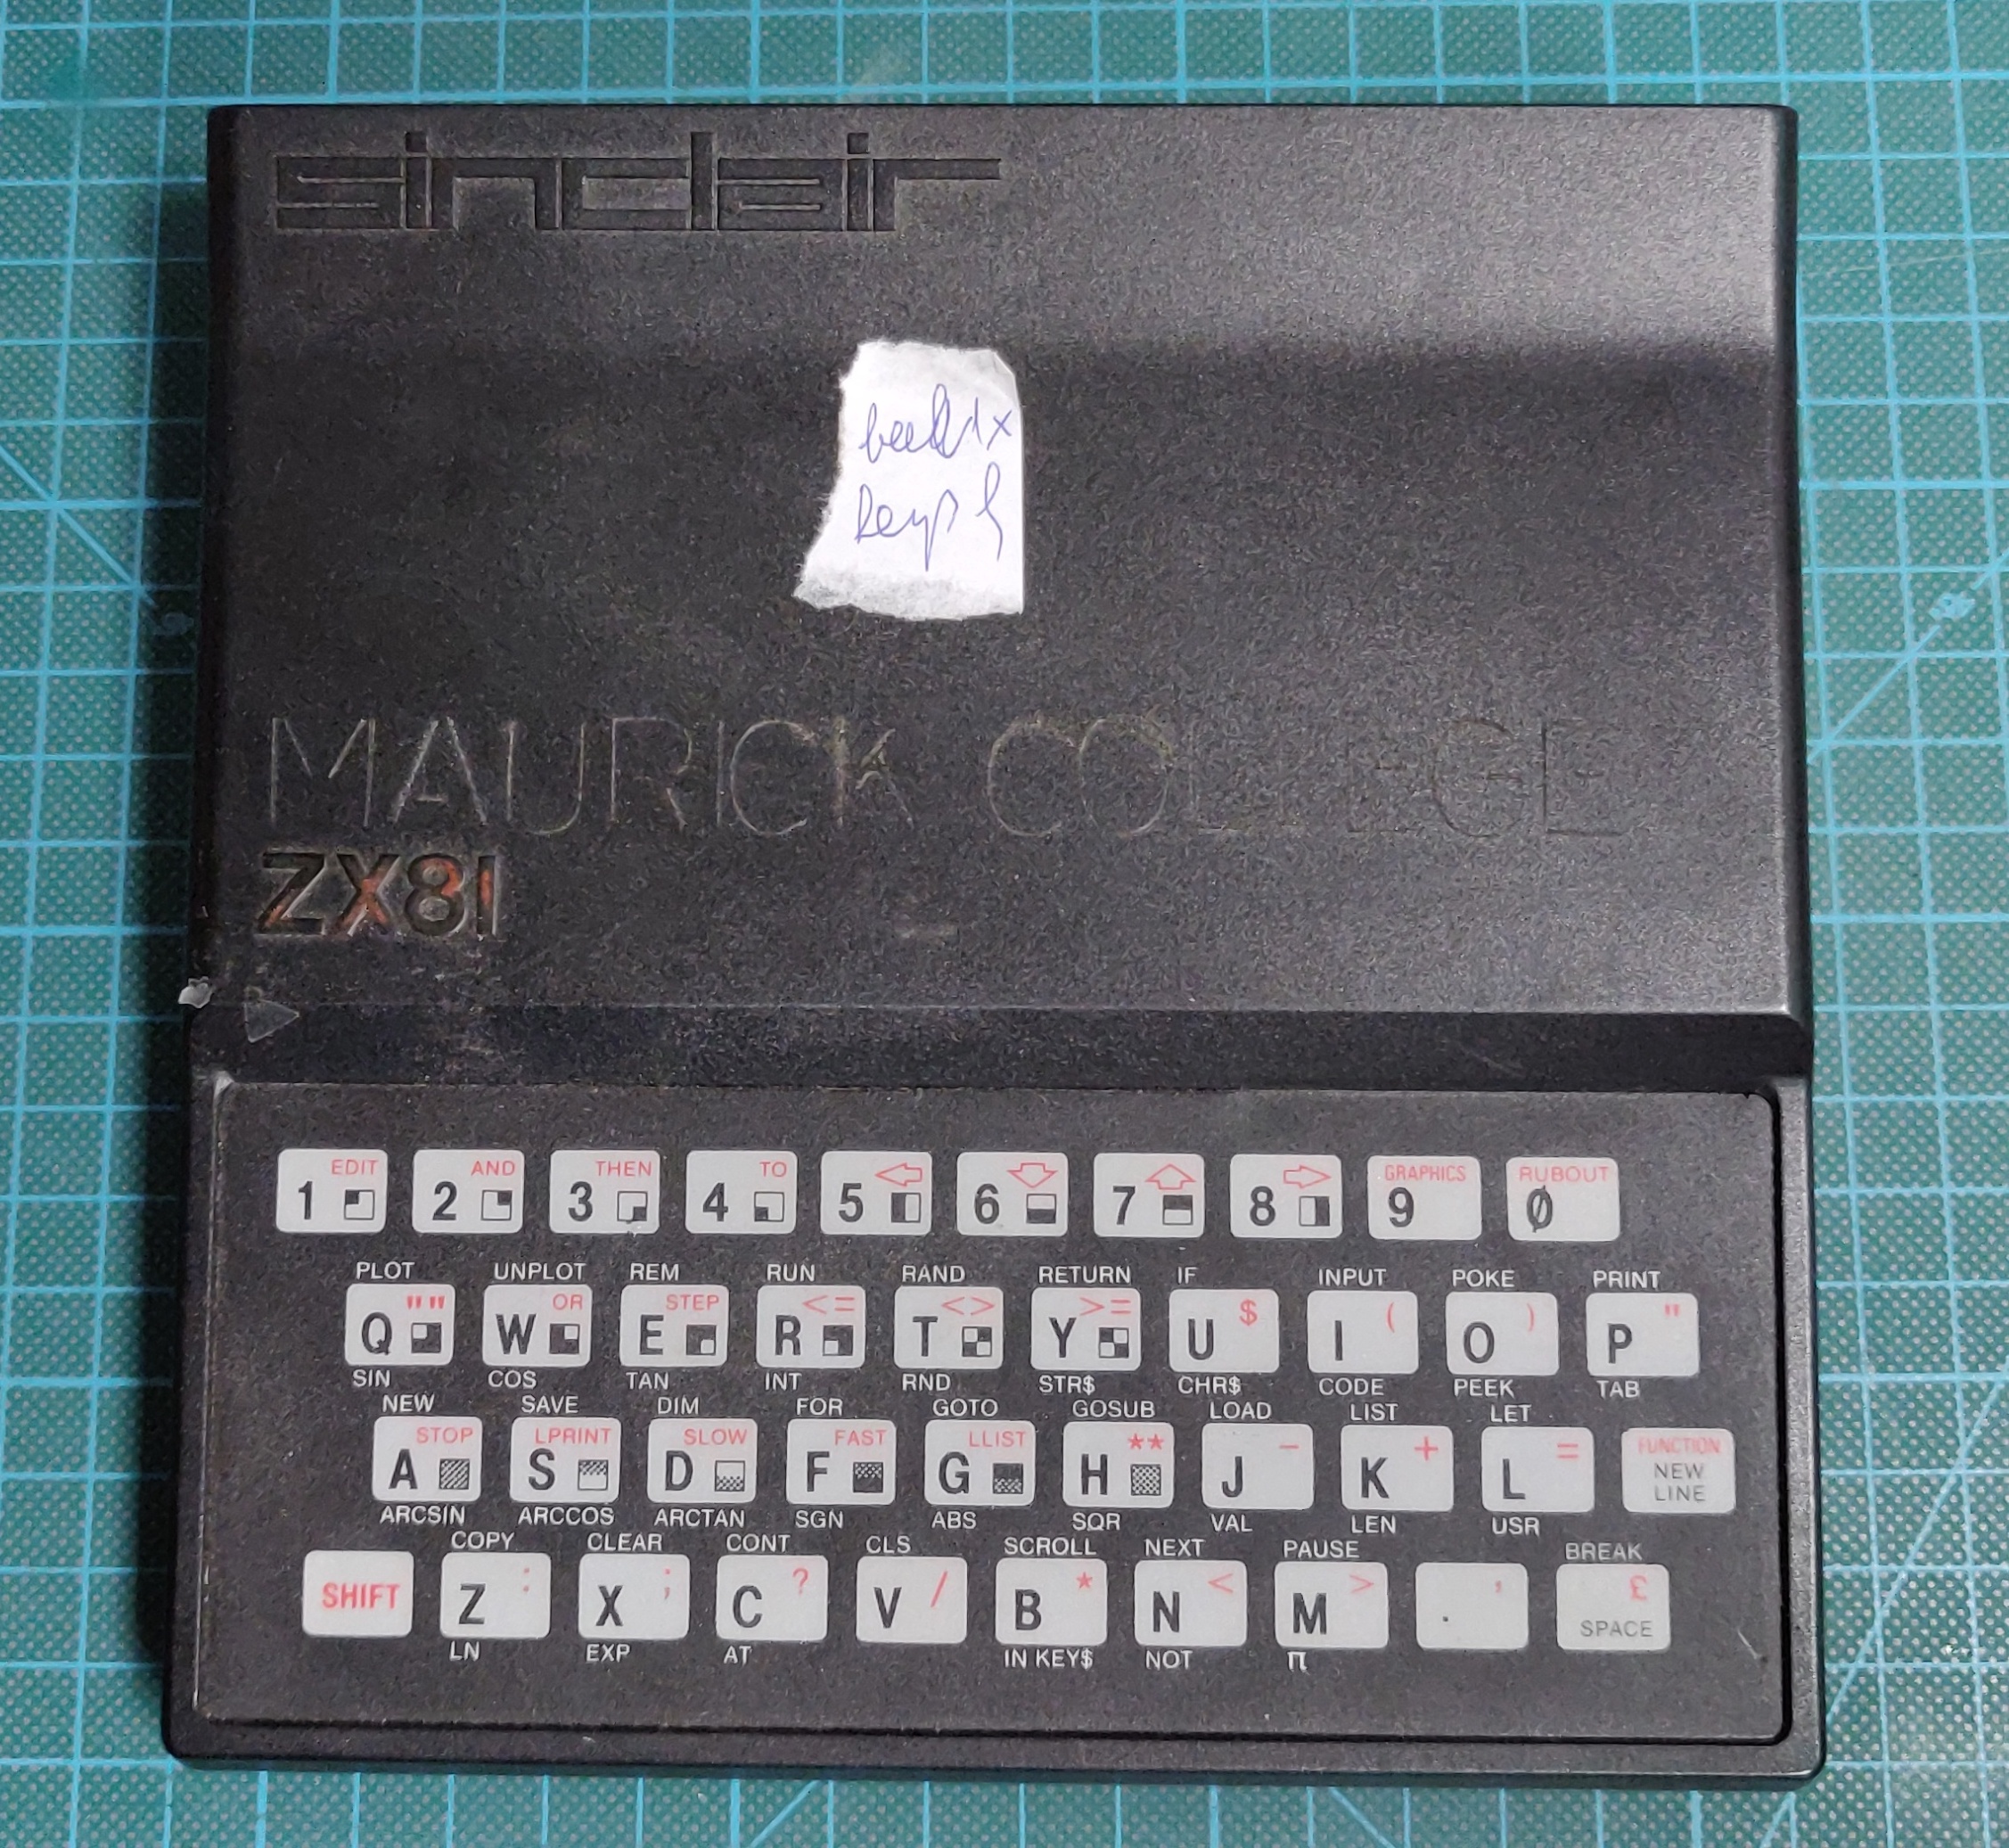 sinclair
MAURICK COLLEGE
ZX81
EDIT AND THEN TO GRAPHICS RUBOUT
1 2 3 4 5 6 7 8 9 0
PLOT UNPLOT REM RUN RAND RETURN IF INPUT POKE PRINT
"" OR STEP <= <> >= $ ( ) "
Q W E R T Y U I O P
SIN COS TAN INT RND STR$ CHR$ CODE PEEK TAB
NEW SAVE DIM FOR GOTO GOSUB LOAD LIST LET
STOP LPRINT SLOW FAST LLIST ** - + = FUNCTION
A S D F G H J K L NEW
LINE
ARCSIN ARCCOS ARCTAN SGN ABS SQR VAL LEN USR
COPY CLEAR CONT CLS SCROLL NEXT PAUSE BREAK
: ; ? / * < > , £
SHIFT Z X C V B N M . SPACE
LN EXP AT IN KEY$ NOT π